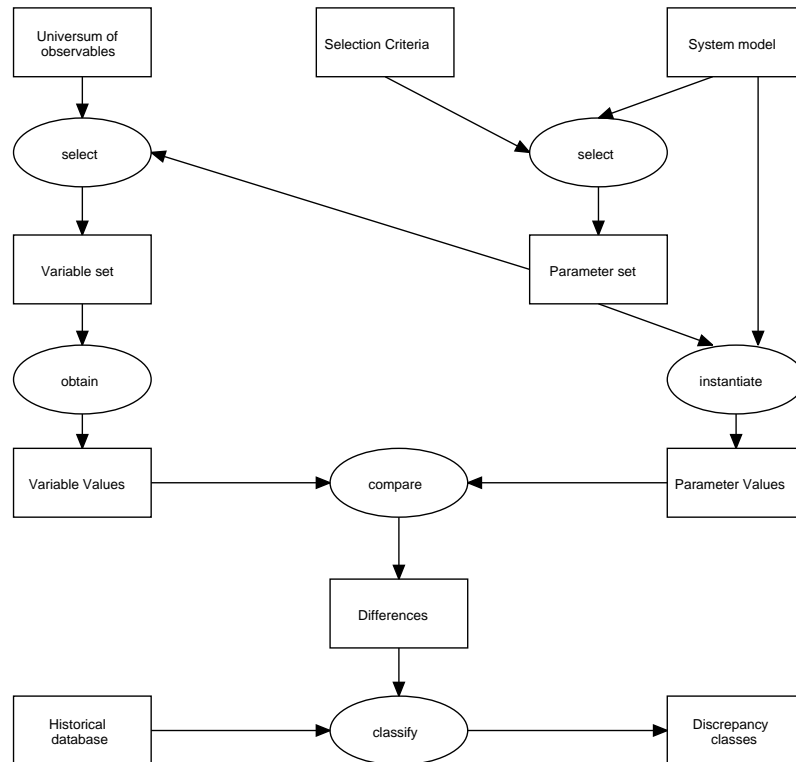 Universum of
observables
Selection Criteria
System model
select
select
Variable set
Parameter set
obtain
instantiate
Variable Values
compare
Parameter Values
Differences
Historical
database
classify
Discrepancy
classes